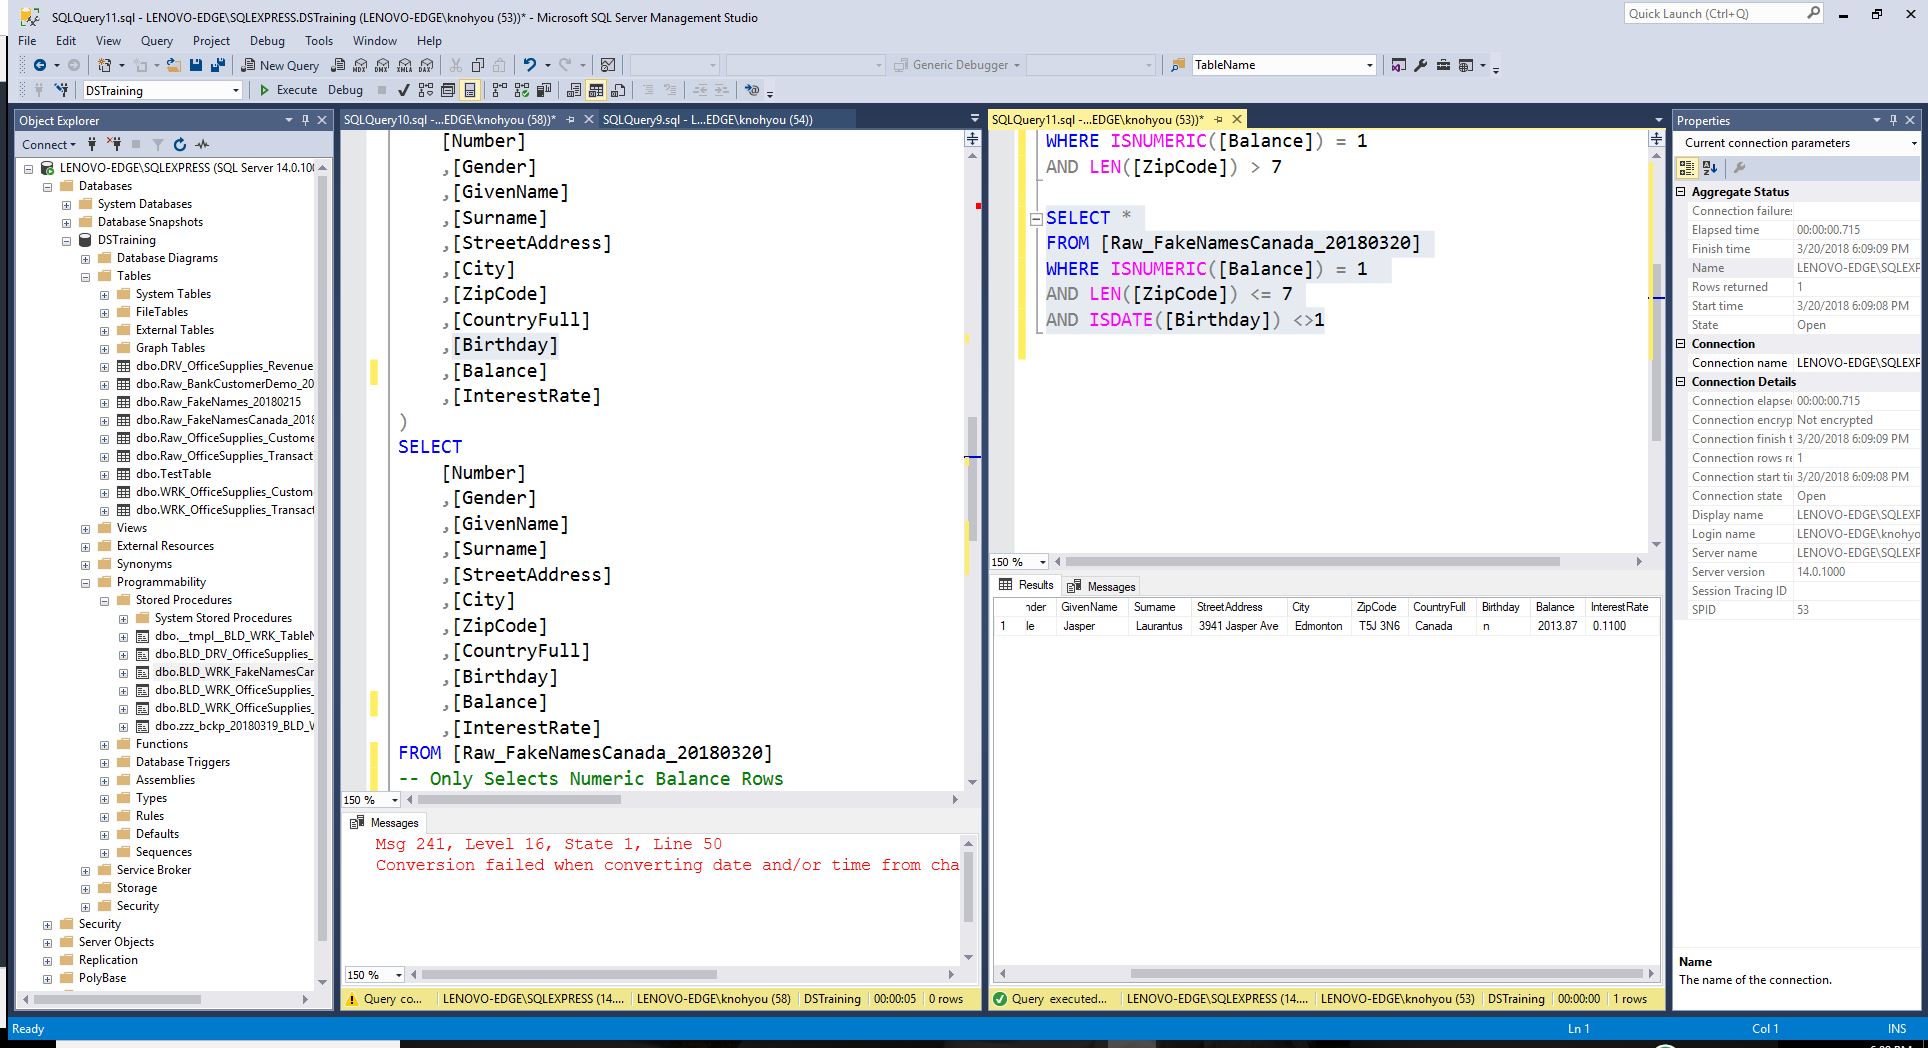 SQLQuery11.sql - LENOVO-EDGE\SQLEXPRESS.DSTraining (LENOVO-EDGE\knohyou (53))* - Microsoft SQL Server Management Studio
Quick Launch (Ctrl+Q)
File Edit View Query Project Debug Tools Window Help
New Query
MDX DMX XMLA DAX
Generic Debugger
TableName
DSTraining
Execute Debug
Object Explorer
Connect
LENOVO-EDGE\SQLEXPRESS (SQL Server 14.0.100
Databases
System Databases
Database Snapshots
DSTraining
Database Diagrams
Tables
System Tables
FileTables
External Tables
Graph Tables
dbo.DRV_OfficeSupplies_Revenue
dbo.Raw_BankCustomerDemo_20
dbo.Raw_FakeNames_20180215
dbo.Raw_FakeNamesCanada_2018
dbo.Raw_OfficeSupplies_Custome
dbo.Raw_OfficeSupplies_Transact
dbo.TestTable
dbo.WRK_OfficeSupplies_Custom
dbo.WRK_OfficeSupplies_Transact
Views
External Resources
Synonyms
Programmability
Stored Procedures
System Stored Procedures
dbo.__tmpl__BLD_WRK_TableN
dbo.BLD_DRV_OfficeSupplies_
dbo.BLD_WRK_FakeNamesCar
dbo.BLD_WRK_OfficeSupplies_
dbo.BLD_WRK_OfficeSupplies_
dbo.zzz_bckp_20180319_BLD_V
Functions
Database Triggers
Assemblies
Types
Rules
Defaults
Sequences
Service Broker
Storage
Security
Security
Server Objects
Replication
PolyBase
SQLQuery10.sql -...EDGE\knohyou (58))*
SQLQuery9.sql - L...EDGE\knohyou (54))
[Number]
,[Gender]
,[GivenName]
,[Surname]
,[StreetAddress]
,[City]
,[ZipCode]
,[CountryFull]
,[Birthday]
,[Balance]
,[InterestRate]
)
SELECT
[Number]
,[Gender]
,[GivenName]
,[Surname]
,[StreetAddress]
,[City]
,[ZipCode]
,[CountryFull]
,[Birthday]
,[Balance]
,[InterestRate]
FROM [Raw_FakeNamesCanada_20180320]
-- Only Selects Numeric Balance Rows
150 %
Messages
Msg 241, Level 16, State 1, Line 50
Conversion failed when converting date and/or time from cha
150 %
Query co... LENOVO-EDGE\SQLEXPRESS (14.... LENOVO-EDGE\knohyou (58) DSTraining 00:00:05 0 rows
SQLQuery11.sql -...EDGE\knohyou (53))*
WHERE ISNUMERIC([Balance]) = 1
AND LEN([ZipCode]) > 7
SELECT *
FROM [Raw_FakeNamesCanada_20180320]
WHERE ISNUMERIC([Balance]) = 1
AND LEN([ZipCode]) <= 7
AND ISDATE([Birthday]) <>1
150 %
Results Messages
nder GivenName Surname StreetAddress City ZipCode CountryFull Birthday Balance InterestRate
1 le Jasper Laurantus 3941 Jasper Ave Edmonton T5J 3N6 Canada n 2013.87 0.1100
Query executed... LENOVO-EDGE\SQLEXPRESS (14.... LENOVO-EDGE\knohyou (53) DSTraining 00:00:00 1 rows
Properties
Current connection parameters
Aggregate Status
Connection failures
Elapsed time 00:00:00.715
Finish time 3/20/2018 6:09:09 PM
Name LENOVO-EDGE\SQLEXP
Rows returned 1
Start time 3/20/2018 6:09:08 PM
State Open
Connection
Connection name LENOVO-EDGE\SQLEXP
Connection Details
Connection elapse 00:00:00.715
Connection encryp Not encrypted
Connection finish t 3/20/2018 6:09:09 PM
Connection rows re 1
Connection start ti 3/20/2018 6:09:08 PM
Connection state Open
Display name LENOVO-EDGE\SQLEXP
Login name LENOVO-EDGE\knohyo
Server name LENOVO-EDGE\SQLEXP
Server version 14.0.1000
Session Tracing ID
SPID 53
Name
The name of the connection.
Ready Ln 1 Col 1 INS